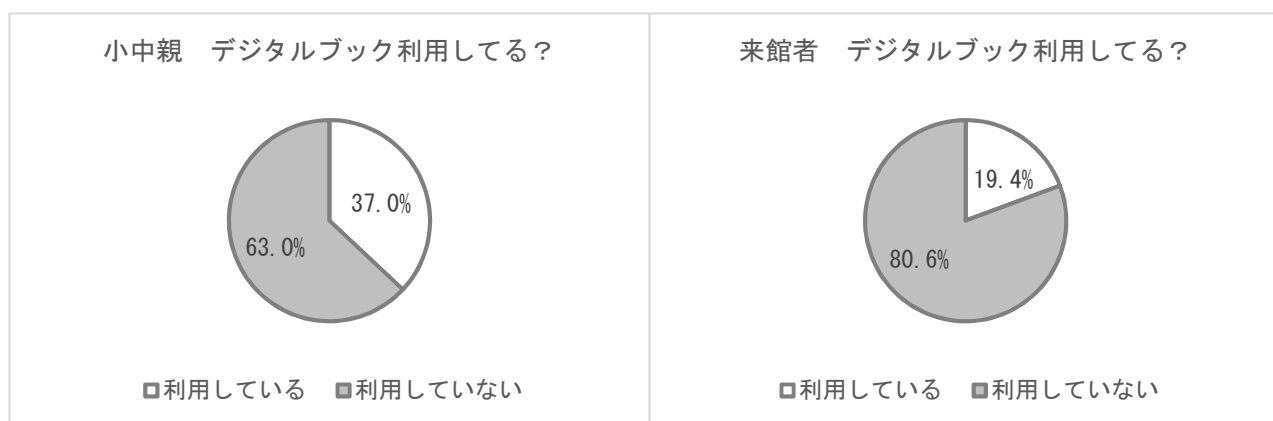 小中親　デジタルブック利用してる？
37.0%
63.0%
利用している　利用していない
来館者　デジタルブック利用してる？
19.4%
80.6%
利用している　利用していない